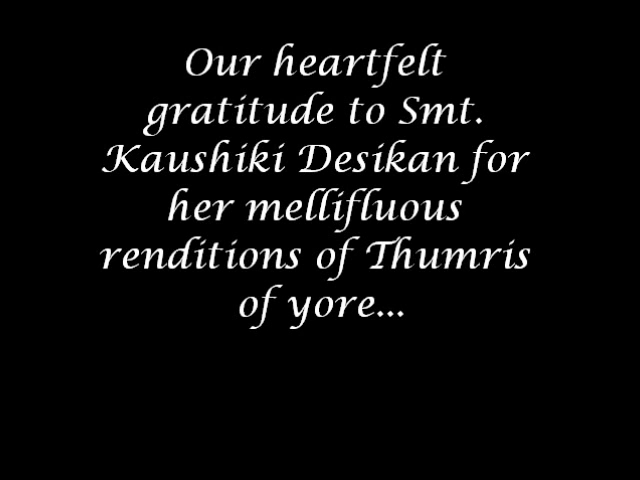 Our heartfelt
gratitude to Smt.
Kaushiki Desikan for
her mellifluous
renditions of Thumris
of yore...